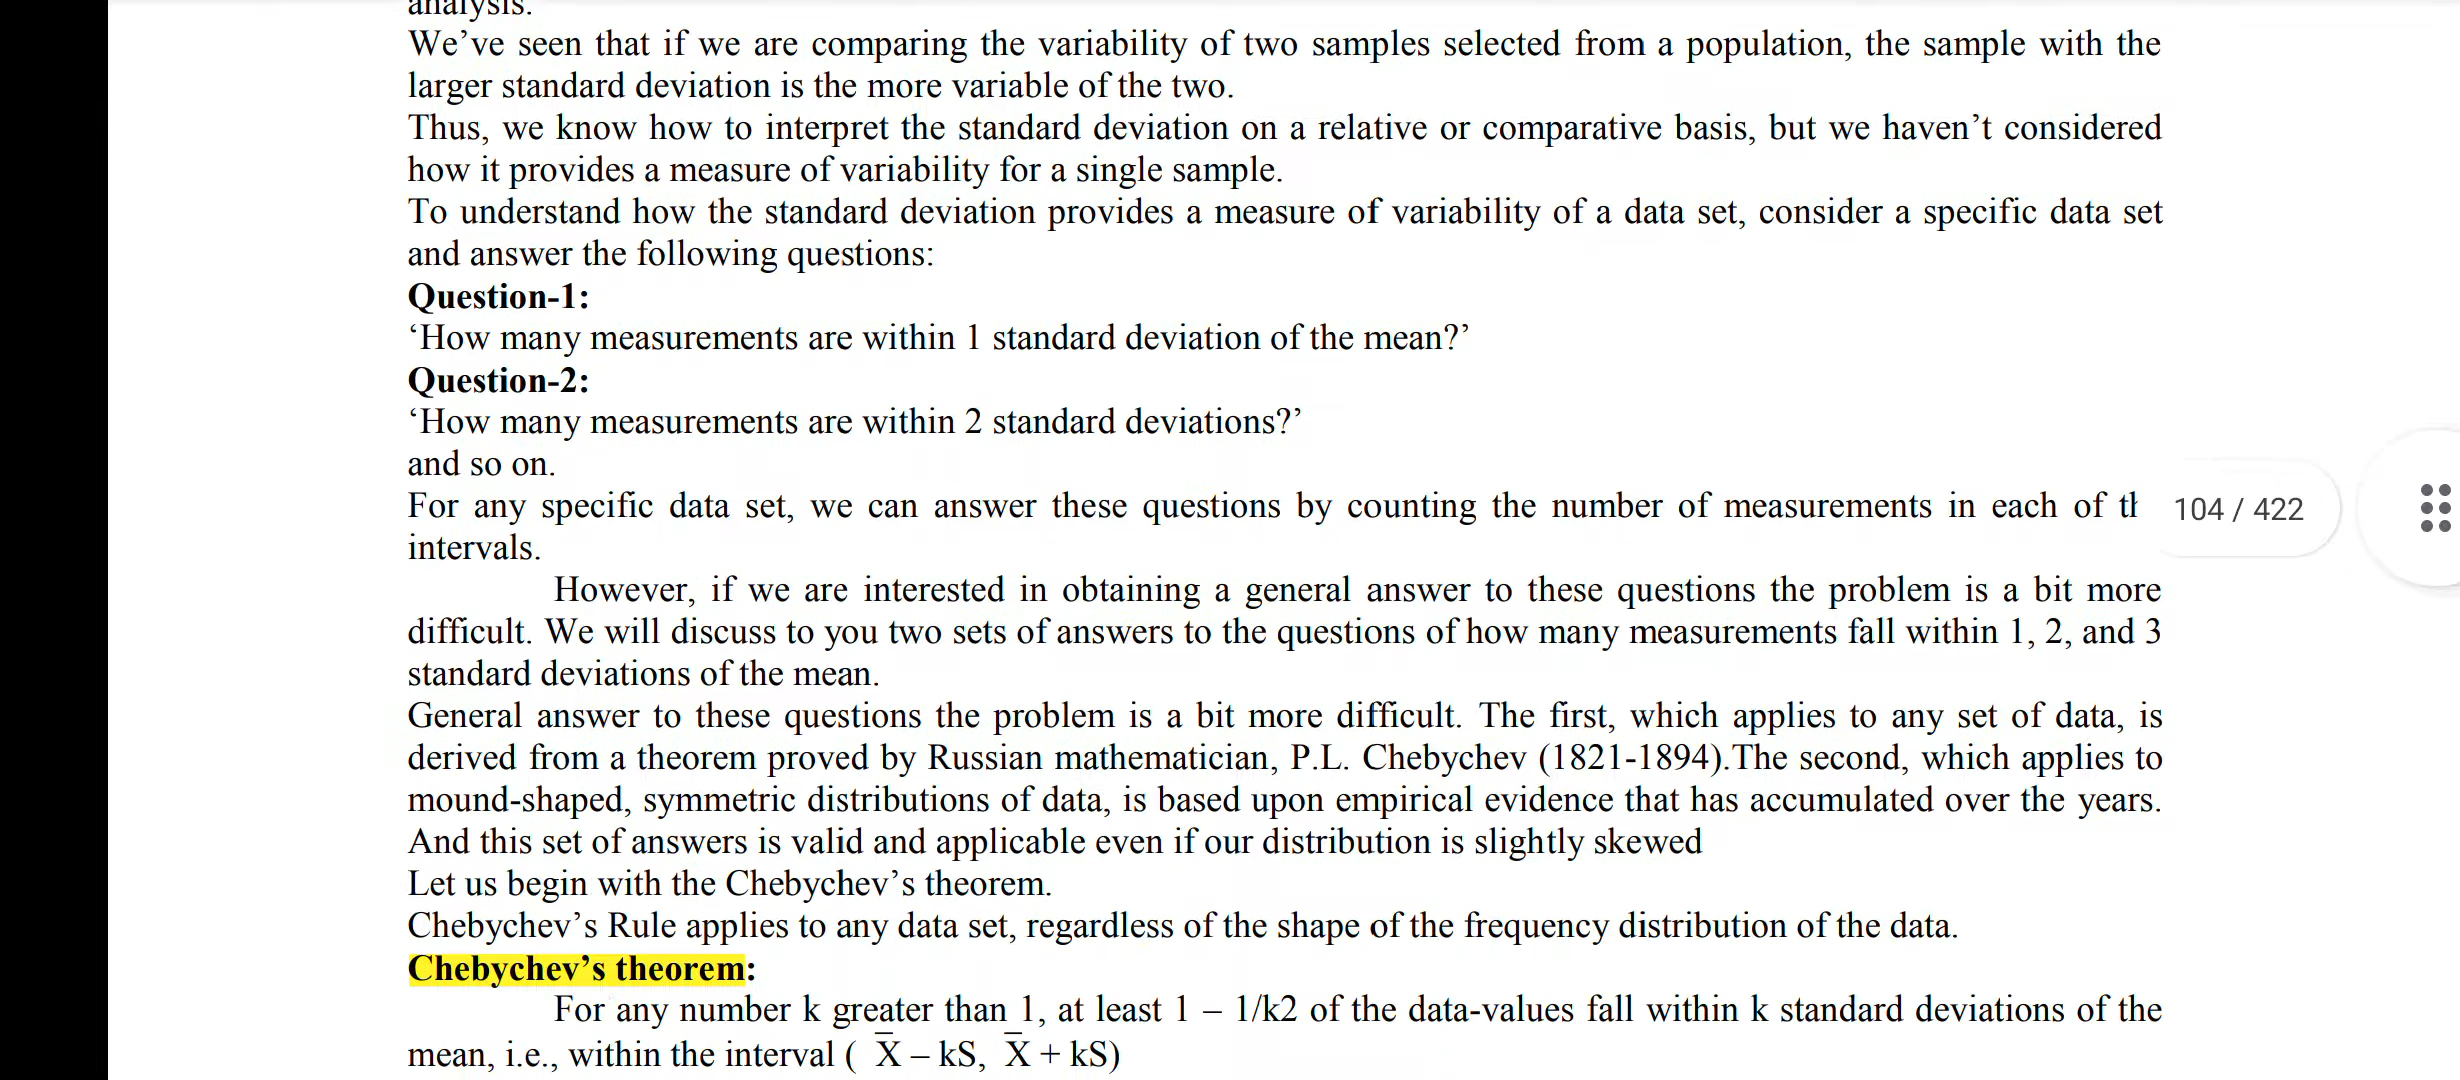 analysis.
We’ve seen that if we are comparing the variability of two samples selected from a population, the sample with the
larger standard deviation is the more variable of the two.
Thus, we know how to interpret the standard deviation on a relative or comparative basis, but we haven’t considered
how it provides a measure of variability for a single sample.
To understand how the standard deviation provides a measure of variability of a data set, consider a specific data set
and answer the following questions:
Question-1:
‘How many measurements are within 1 standard deviation of the mean?’
Question-2:
‘How many measurements are within 2 standard deviations?’
and so on.
For any specific data set, we can answer these questions by counting the number of measurements in each of
104 / 422
intervals.
However, if we are interested in obtaining a general answer to these questions the problem is a bit more
difficult. We will discuss to you two sets of answers to the questions of how many measurements fall within 1, 2, and 3
standard deviations of the mean.
General answer to these questions the problem is a bit more difficult. The first, which applies to any set of data, is
derived from a theorem proved by Russian mathematician, P.L. Chebychev (1821-1894).The second, which applies to
mound-shaped, symmetric distributions of data, is based upon empirical evidence that has accumulated over the years.
And this set of answers is valid and applicable even if our distribution is slightly skewed
Let us begin with the Chebychev’s theorem.
Chebychev’s Rule applies to any data set, regardless of the shape of the frequency distribution of the data.
Chebychev’s theorem:
For any number k greater than 1, at least 1 – 1/k2 of the data-values fall within k standard deviations of the
mean, i.e., within the interval ( X̅ – kS, X̅ + kS)